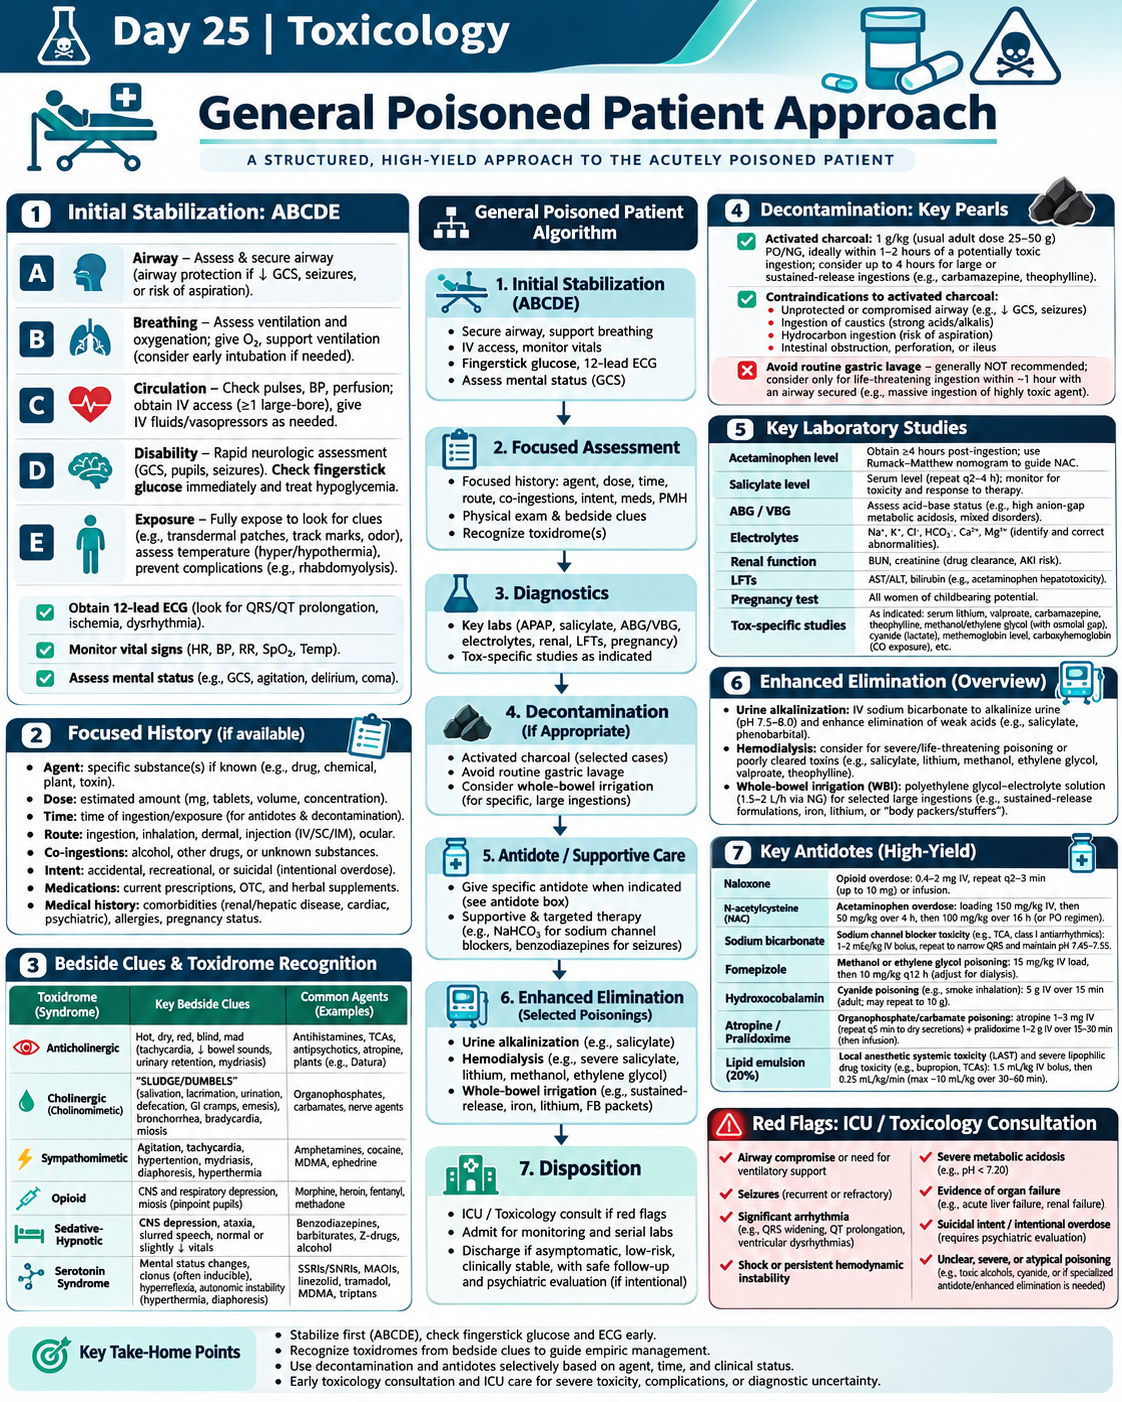 Day 25 | Toxicology
General Poisoned Patient Approach
A STRUCTURED, HIGH-YIELD APPROACH TO THE ACUTELY POISONED PATIENT
1 Initial Stabilization: ABCDE
A
Airway – Assess & secure airway
(airway protection if ↓ GCS, seizures,
or risk of aspiration).
B
Breathing – Assess ventilation and
oxygenation; give O₂, support ventilation
(consider early intubation if needed).
C
Circulation – Check pulses, BP, perfusion;
obtain IV access (≥1 large-bore), give
IV fluids/vasopressors as needed.
D
Disability – Rapid neurologic assessment
(GCS, pupils, seizures). Check fingerstick
glucose immediately and treat hypoglycemia.
E
Exposure – Fully expose to look for clues
(e.g., transdermal patches, track marks, odor),
assess temperature (hyper/hypothermia),
prevent complications (e.g., rhabdomyolysis).
Obtain 12-lead ECG (look for QRS/QT prolongation,
ischemia, dysrhythmia).
Monitor vital signs (HR, BP, RR, SpO₂, Temp).
Assess mental status (e.g., GCS, agitation, delirium, coma).
2 Focused History (if available)
• Agent: specific substance(s) if known (e.g., drug, chemical,
plant, toxin).
• Dose: estimated amount (mg, tablets, volume, concentration).
• Time: time of ingestion/exposure (for antidotes & decontamination).
• Route: ingestion, inhalation, dermal, injection (IV/SC/IM), ocular.
• Co-ingestions: alcohol, other drugs, or unknown substances.
• Intent: accidental, recreational, or suicidal (intentional overdose).
• Medications: current prescriptions, OTC, and herbal supplements.
• Medical history: comorbidities (renal/hepatic disease, cardiac,
psychiatric), allergies, pregnancy status.
3 Bedside Clues & Toxidrome Recognition
Toxidrome
(Syndrome)
Key Bedside Clues
Common Agents
(Examples)
Anticholinergic
Hot, dry, red, blind, mad
(tachycardia, ↓ bowel sounds,
urinary retention, mydriasis)
Antihistamines, TCAs,
antipsychotics, atropine,
plants (e.g., Datura)
Cholinergic
(Cholinomimetic)
"SLUDGE/DUMBELS"
(salivation, lacrimation, urination,
defecation, GI cramps, emesis),
bronchorrhea, bradycardia,
miosis
Organophosphates,
carbamates, nerve agents
Sympathomimetic
Agitation, tachycardia,
hypertention, mydriasis,
diaphoresis, hyperthermia
Amphetamines, cocaine,
MDMA, ephedrine
Opioid
CNS and respiratory depression,
miosis (pinpoint pupils)
Morphine, heroin, fentanyl,
methadone
Sedative-
Hypnotic
CNS depression, ataxia,
slurred speech, normal or
slightly ↓ vitals
Benzodiazepines,
barbiturates, Z-drugs,
alcohol
Serotonin
Syndrome
Mental status changes,
clonus (often inducible),
hyperreflexia, autonomic instability
(hyperthermia, diaphoresis)
SSRIs/SNRIs, MAOIs,
linezolid, tramadol,
MDMA, triptans
General Poisoned Patient
Algorithm
1. Initial Stabilization
(ABCDE)
• Secure airway, support breathing
• IV access, monitor vitals
• Fingerstick glucose, 12-lead ECG
• Assess mental status (GCS)
2. Focused Assessment
• Focused history: agent, dose, time,
route, co-ingestions, intent, meds, PMH
• Physical exam & bedside clues
• Recognize toxidrome(s)
3. Diagnostics
• Key labs (APAP, salicylate, ABG/VBG,
electrolytes, renal, LFTs, pregnancy)
• Tox-specific studies as indicated
4. Decontamination
(If Appropriate)
• Activated charcoal (selected cases)
• Avoid routine gastric lavage
• Consider whole-bowel irrigation
(for specific, large ingestions)
5. Antidote / Supportive Care
• Give specific antidote when indicated
(see antidote box)
• Supportive & targeted therapy
(e.g., NaHCO₃ for sodium channel
blockers, benzodiazepines for seizures)
6. Enhanced Elimination
(Selected Poisonings)
• Urine alkalinization (e.g., salicylate)
• Hemodialysis (e.g., severe salicylate,
lithium, methanol, ethylene glycol)
• Whole-bowel irrigation (e.g., sustained-
release, iron, lithium, FB packets)
7. Disposition
• ICU / Toxicology consult if red flags
• Admit for monitoring and serial labs
• Discharge if asymptomatic, low-risk,
clinically stable, with safe follow-up
and psychiatric evaluation (if intentional)
4 Decontamination: Key Pearls
Activated charcoal: 1 g/kg (usual adult dose 25–50 g)
PO/NG, ideally within 1–2 hours of a potentially toxic
ingestion; consider up to 4 hours for large or
sustained-release ingestions (e.g., carbamazepine, theophylline).
Contraindications to activated charcoal:
• Unprotected or compromised airway (e.g., ↓ GCS, seizures)
• Ingestion of caustics (strong acids/alkalis)
• Hydrocarbon ingestion (risk of aspiration)
• Intestinal obstruction, perforation, or ileus
Avoid routine gastric lavage – generally NOT recommended;
consider only for life-threatening ingestion within ~1 hour with
an airway secured (e.g., massive ingestion of highly toxic agent).
5 Key Laboratory Studies
Acetaminophen level
Obtain ≥4 hours post-ingestion; use
Rumack–Matthew nomogram to guide NAC.
Salicylate level
Serum level (repeat q2–4 h); monitor for
toxicity and response to therapy.
ABG / VBG
Assess acid-base status (e.g., high anion-gap
metabolic acidosis, mixed disorders).
Electrolytes
Na⁺, K⁺, Cl⁻, HCO₃⁻, Ca²⁺, Mg²⁺ (identify and correct
abnormalities).
Renal function
BUN, creatinine (drug clearance, AKI risk).
LFTs
AST/ALT, bilirubin (e.g., acetaminophen hepatotoxicity).
Pregnancy test
All women of childbearing potential.
Tox-specific studies
As indicated: serum lithium, valproate, carbamazepine,
theophylline, methanol/ethylene glycol (with osmolal gap),
cyanide (lactate), methemoglobin level, carboxyhemoglobin
(CO exposure), etc.
6 Enhanced Elimination (Overview)
• Urine alkalinization: IV sodium bicarbonate to alkalinize urine
(pH 7.5–8.0) and enhance elimination of weak acids (e.g., salicylate,
phenobarbital).
• Hemodialysis: consider for severe/life-threatening poisoning or
poorly cleared toxins (e.g., salicylate, lithium, methanol, ethylene glycol,
valproate, theophylline).
• Whole-bowel irrigation (WBI): polyethylene glycol–electrolyte solution
(1.5–2 L/h via NG) for selected large ingestions (e.g., sustained-release
formulations, iron, lithium, or "body packers/stuffers").
7 Key Antidotes (High-Yield)
Naloxone
Opioid overdose: 0.4–2 mg IV, repeat q2–3 min
(up to 10 mg) or infusion.
N-acetylcysteine
(NAC)
Acetaminophen overdose: loading 150 mg/kg IV, then
50 mg/kg over 4 h, then 100 mg/kg over 16 h (or PO regimen).
Sodium bicarbonate
Sodium channel blocker toxicity (e.g., TCA, class I antiarrhythmics):
1–2 mEq/kg IV bolus, repeat to narrow QRS and maintain pH 7.45–7.55.
Fomepizole
Methanol or ethylene glycol poisoning: 15 mg/kg IV load,
then 10 mg/kg q12 h (adjust for dialysis).
Hydroxocobalamin
Cyanide poisoning (e.g., smoke inhalation): 5 g IV over 15 min
(adult; may repeat to 10 g).
Atropine /
Pralidoxime
Organophosphate/carbamate poisoning: atropine 1–3 mg IV
(repeat q5 min to dry secretions) + pralidoxime 1–2 g IV over 15–30 min
(then infusion).
Lipid emulsion
(20%)
Local anesthetic systemic toxicity (LAST) and severe lipophilic
drug toxicity (e.g., bupropion, TCAs): 1.5 mL/kg IV bolus, then
0.25 mL/kg/min (max ~10 mL/kg over 30–60 min).
Red Flags: ICU / Toxicology Consultation
Airway compromise or need for
ventilatory support
Seizures (recurrent or refractory)
Significant arrhythmia
(e.g., QRS widening, QT prolongation,
ventricular dysrhythmias)
Shock or persistent hemodynamic
instability
Severe metabolic acidosis
(e.g., pH < 7.20)
Evidence of organ failure
(e.g., acute liver failure, renal failure)
Suicidal intent / intentional overdose
(requires psychiatric evaluation)
Unclear, severe, or atypical poisoning
(e.g., toxic alcohols, cyanide, or if specialized
antidote/enhanced elimination is needed)
Key Take-Home Points
• Stabilize first (ABCDE), check fingerstick glucose and ECG early.
• Recognize toxidromes from bedside clues to guide empiric management.
• Use decontamination and antidotes selectively based on agent, time, and clinical status.
• Early toxicology consultation and ICU care for severe toxicity, complications, or diagnostic uncertainty.